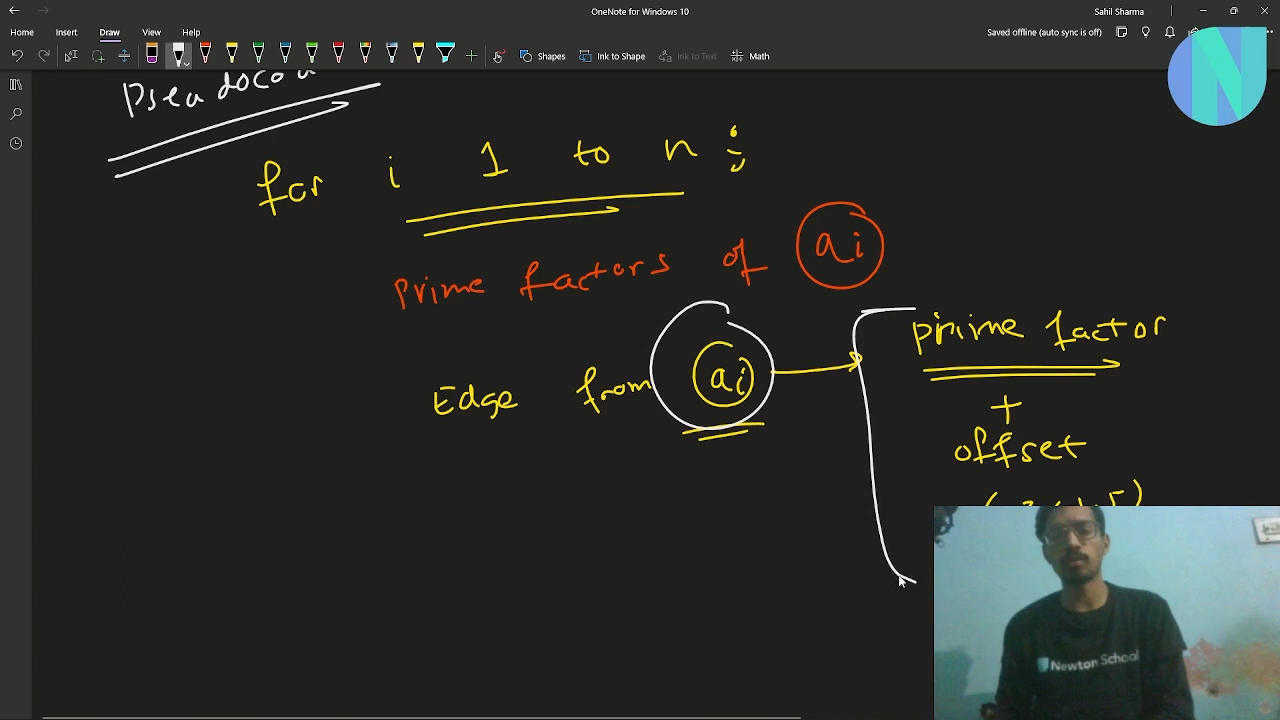 OneNote for Windows 10
Sahil Sharma
Home Insert Draw View Help
Saved offline (auto sync is off)
Shapes Ink to Shape Ink to Text Math
for i 1 to n :
Prime factors of ai
Edge from ai → prime factor
+
offset
Newton School